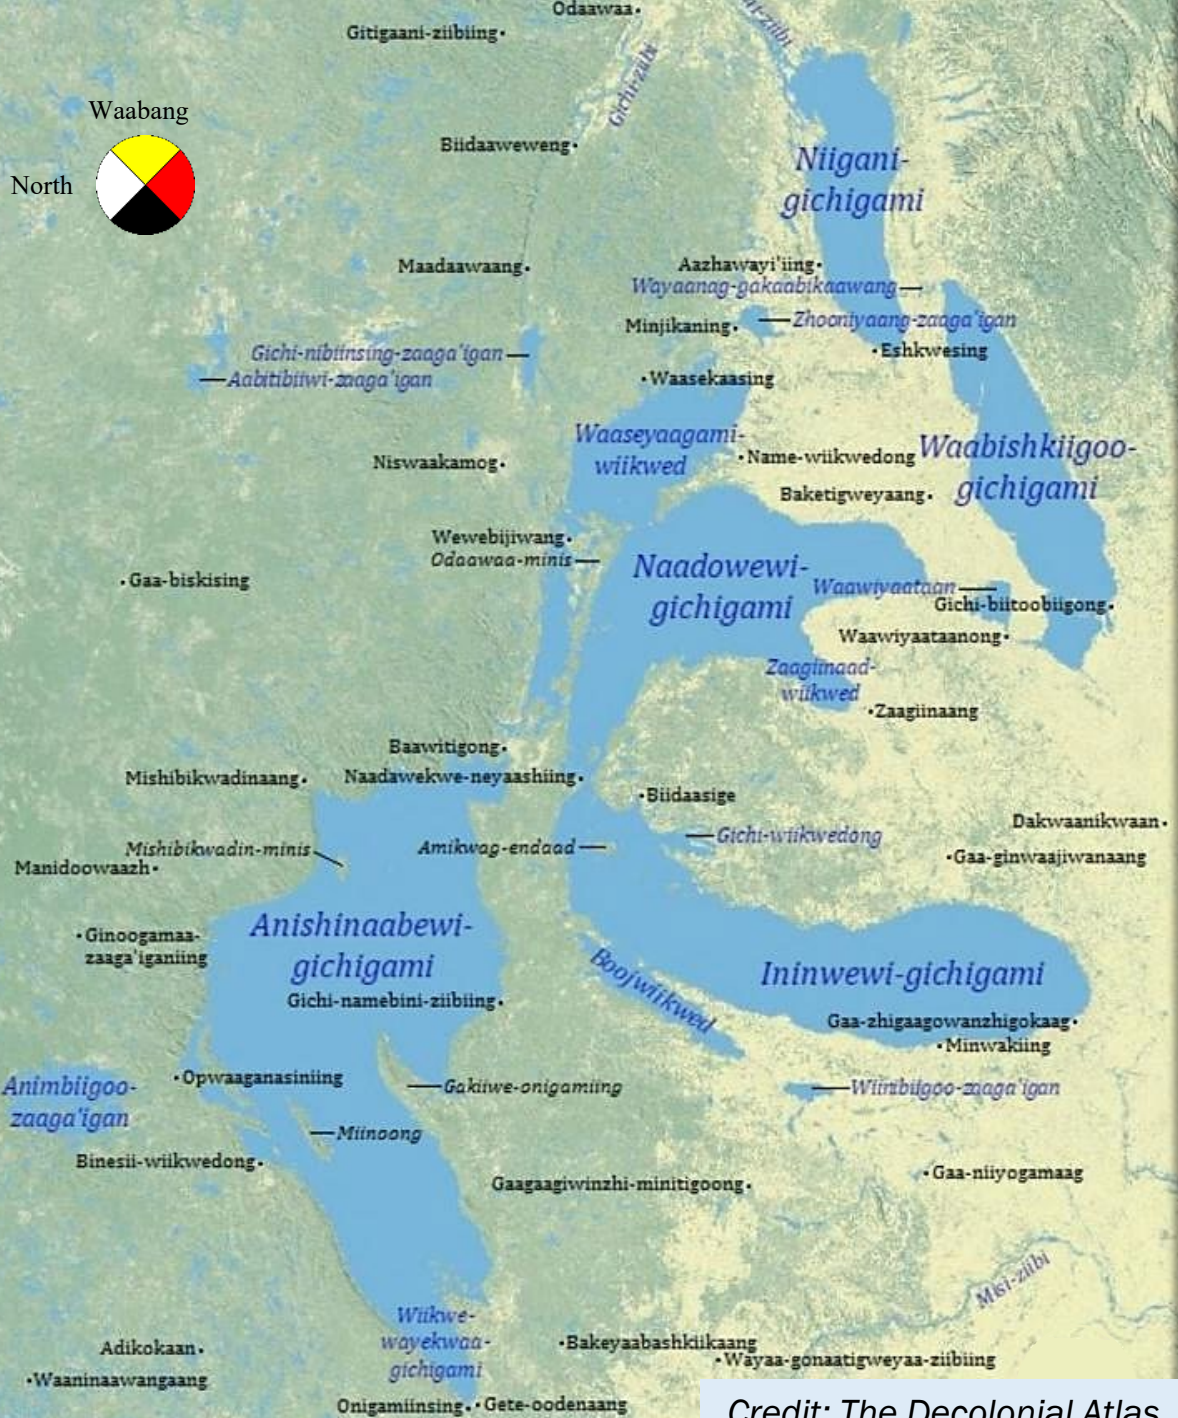 Odaawaa
Gitigaani-ziibiing
Gichi-ziibi
Waabang
North
Biidaaweweng
Niigani-
gichigami
Maadaawaang
Aazhawayi'iing
Wayaanag-gakaabikaawang
Minjikaning
Zhooniyaang-zaaga'igan
Gichi-nibiinsing-zaaga'igan
Eshkwesing
Aabitibiiwi-zaaga'igan
Waasekaasing
Waaseyaagami-
wiikwed
Niswaakamog
Name-wiikwedong
Waabishkiigoo-
gichigami
Baketigweyaang
Wewebijiwang
Odaawaa-minis
Gaa-biskising
Naadowewi-
gichigami
Waawiyaataan
Gichi-biitoobiigong
Waawiyaataanong
Zaagiinaad-
wiikwed
Zaagiinaang
Baawitigong
Mishibikwadinaang
Naadawekwe-neyaashiing
Biidaasige
Dakwaanikwaan
Gichi-wiikwedong
Mishibikwadin-minis
Amikwag-endaad
Gaa-ginwaajiwanaang
Manidoowaazh
Ginoogamaa-
zaaga'iganiing
Anishinaabewi-
gichigami
Boojwiikwed
Ininwewi-gichigami
Gichi-namebini-ziibiing
Gaa-zhigaagowanzhigokaag
Minwakiing
Animbiigoo-
zaaga'igan
Opwaaganasiniing
Gakiiwe-onigamiing
Wiinibiigoo-zaaga'igan
Miinoong
Binesii-wiikwedong
Gaagaagiwinzhi-minitigoong
Gaa-niiyogamaag
Misi-ziibi
Wiikwe-
wayekwaa-
gichigami
Adikokaan
Bakeyaabashkiikaang
Wayaa-gonaatigweyaa-ziibiing
Waaninaawangaang
Onigamiinsing
Gete-oodenaang
Credit: The Decolonial Atlas